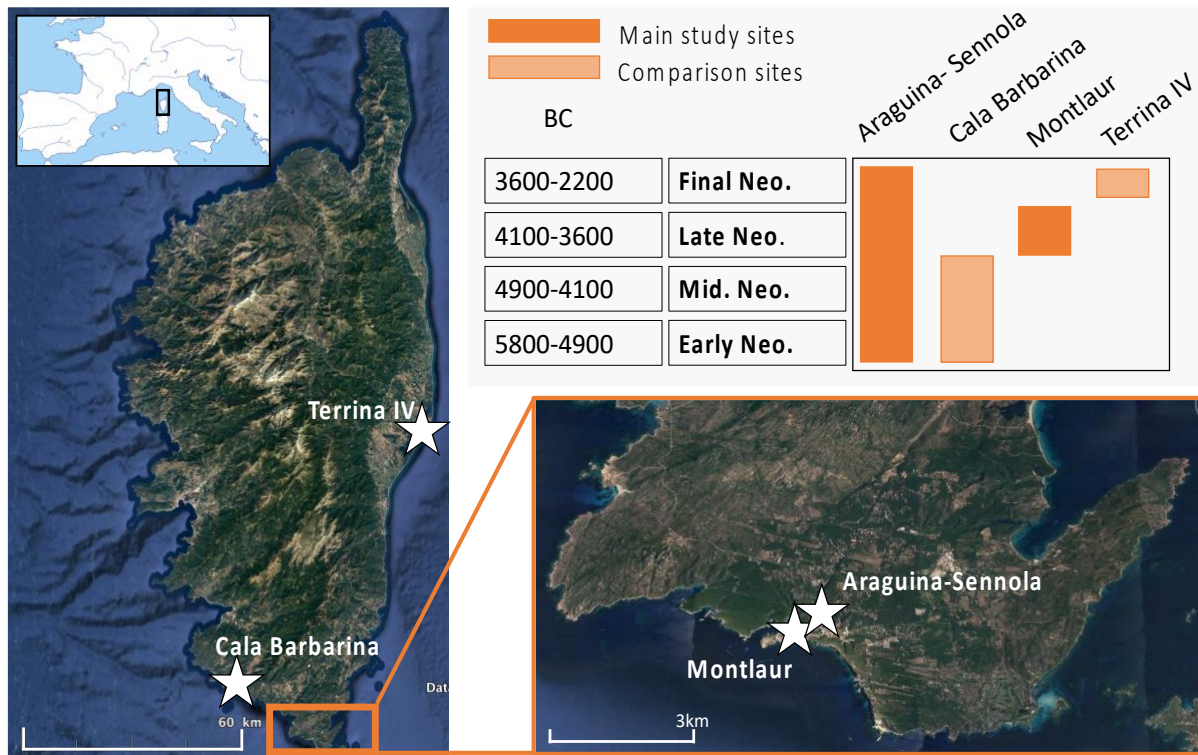 Main study sites
Comparison sites
BC
Araguina- Sennola
Cala Barbarina
Montlaur
Terrina IV
3600-2200 Final Neo.
4100-3600 Late Neo.
4900-4100 Mid. Neo.
5800-4900 Early Neo.
Terrina IV
Cala Barbarina
Data
60 km
Araguina-Sennola
Montlaur
3km